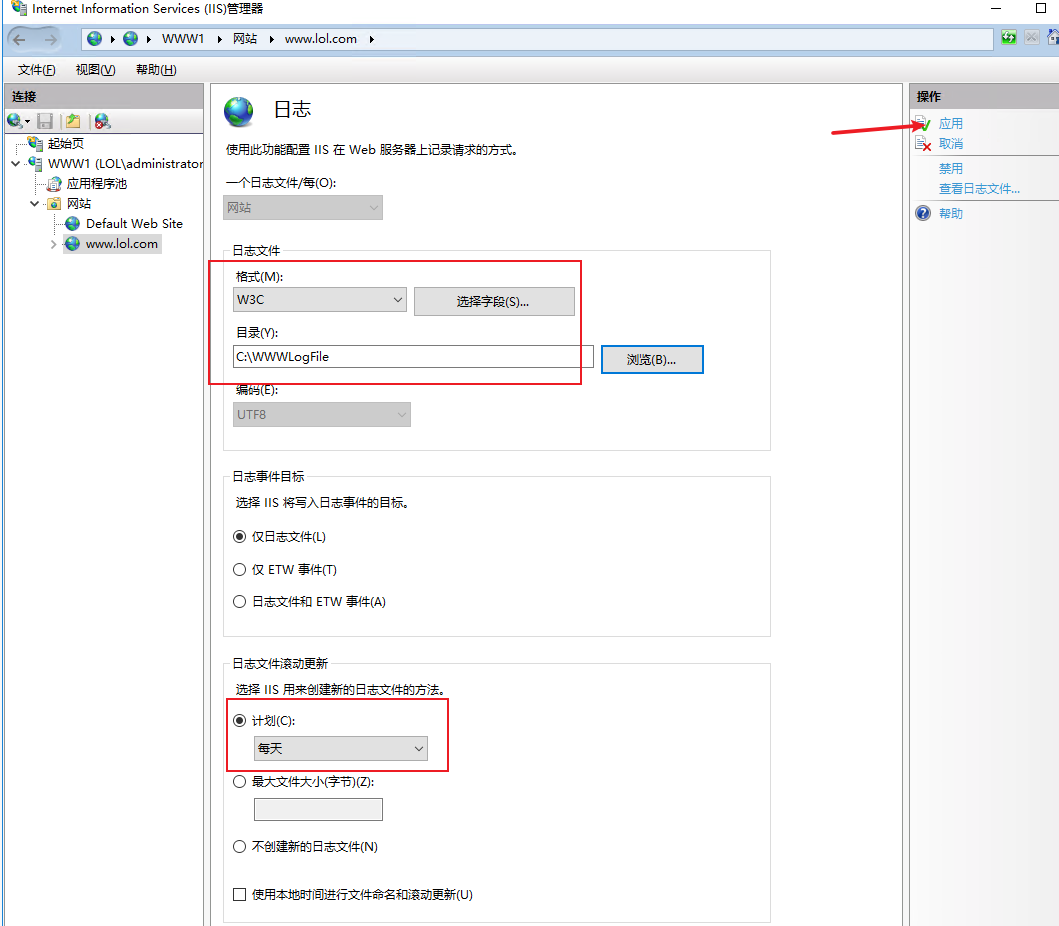 Internet Information Services (IIS)管理器
WWW1 网站 www.lol.com
文件(F) 视图(V) 帮助(H)
连接
起始页
WWW1 (LOL\administrator
应用程序池
网站
Default Web Site
www.lol.com
日志
使用此功能配置 IIS 在 Web 服务器上记录请求的方式。
一个日志文件/每(O):
网站
日志文件
格式(M):
W3C 选择字段(S)...
目录(Y):
C:\WWWLogFile 浏览(B)...
编码(E):
UTF8
日志事件目标
选择 IIS 将写入日志事件的目标。
仅日志文件(L)
仅 ETW 事件(T)
日志文件和 ETW 事件(A)
日志文件滚动更新
选择 IIS 用来创建新的日志文件的方法。
计划(C):
每天
最大文件大小(字节)(Z):
不创建新的日志文件(N)
使用本地时间进行文件命名和滚动更新(U)
操作
应用
取消
禁用
查看日志文件...
帮助